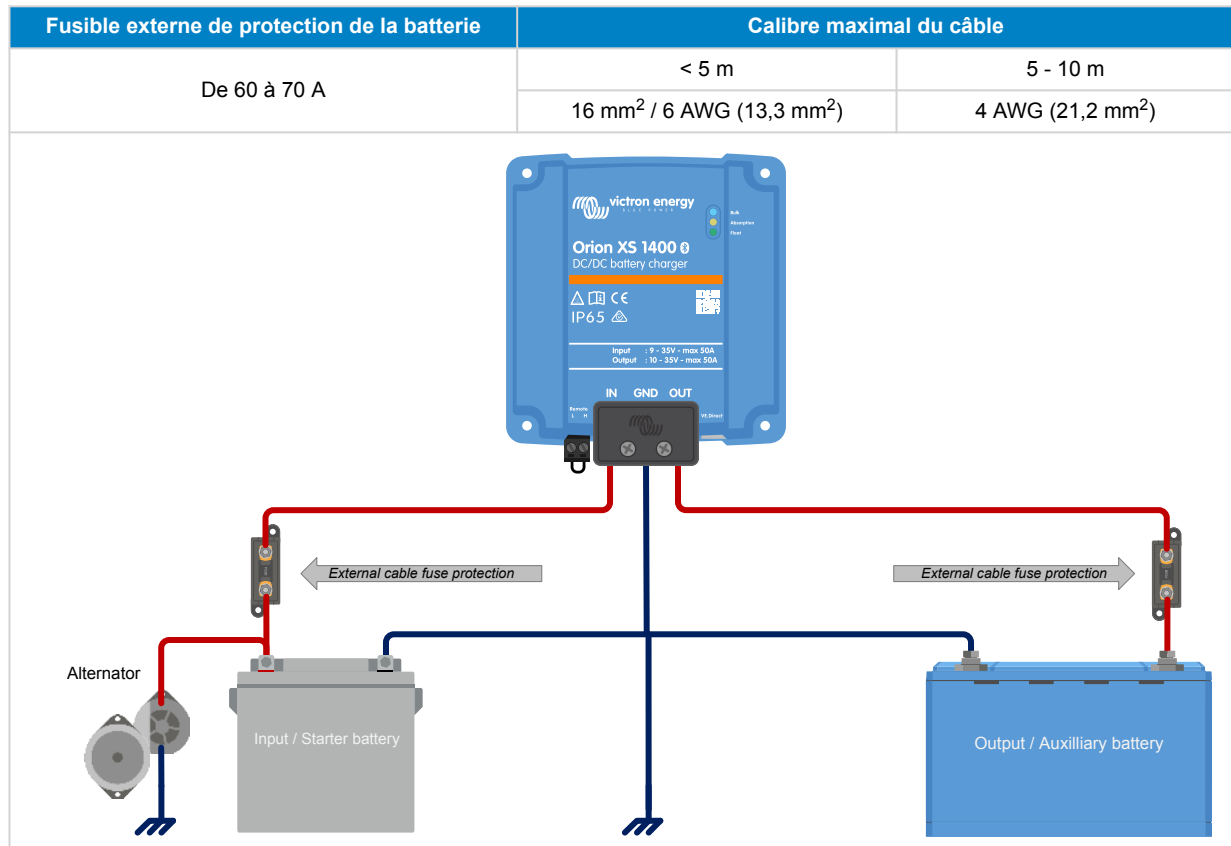 Fusible externe de protection de la batterie
Calibre maximal du câble
De 60 à 70 A
< 5 m
5 - 10 m
16 mm² / 6 AWG (13,3 mm²)
4 AWG (21,2 mm²)
victron energy
BLUE POWER
Bulk
Absorption
Float
Orion XS 1400
DC/DC battery charger
CE
IP65
Input : 9 - 35V - max 50A
Output : 10 - 35V - max 50A
IN GND OUT
Remote
L H
VE.Direct
External cable fuse protection
External cable fuse protection
Alternator
Input / Starter battery
Output / Auxilliary battery